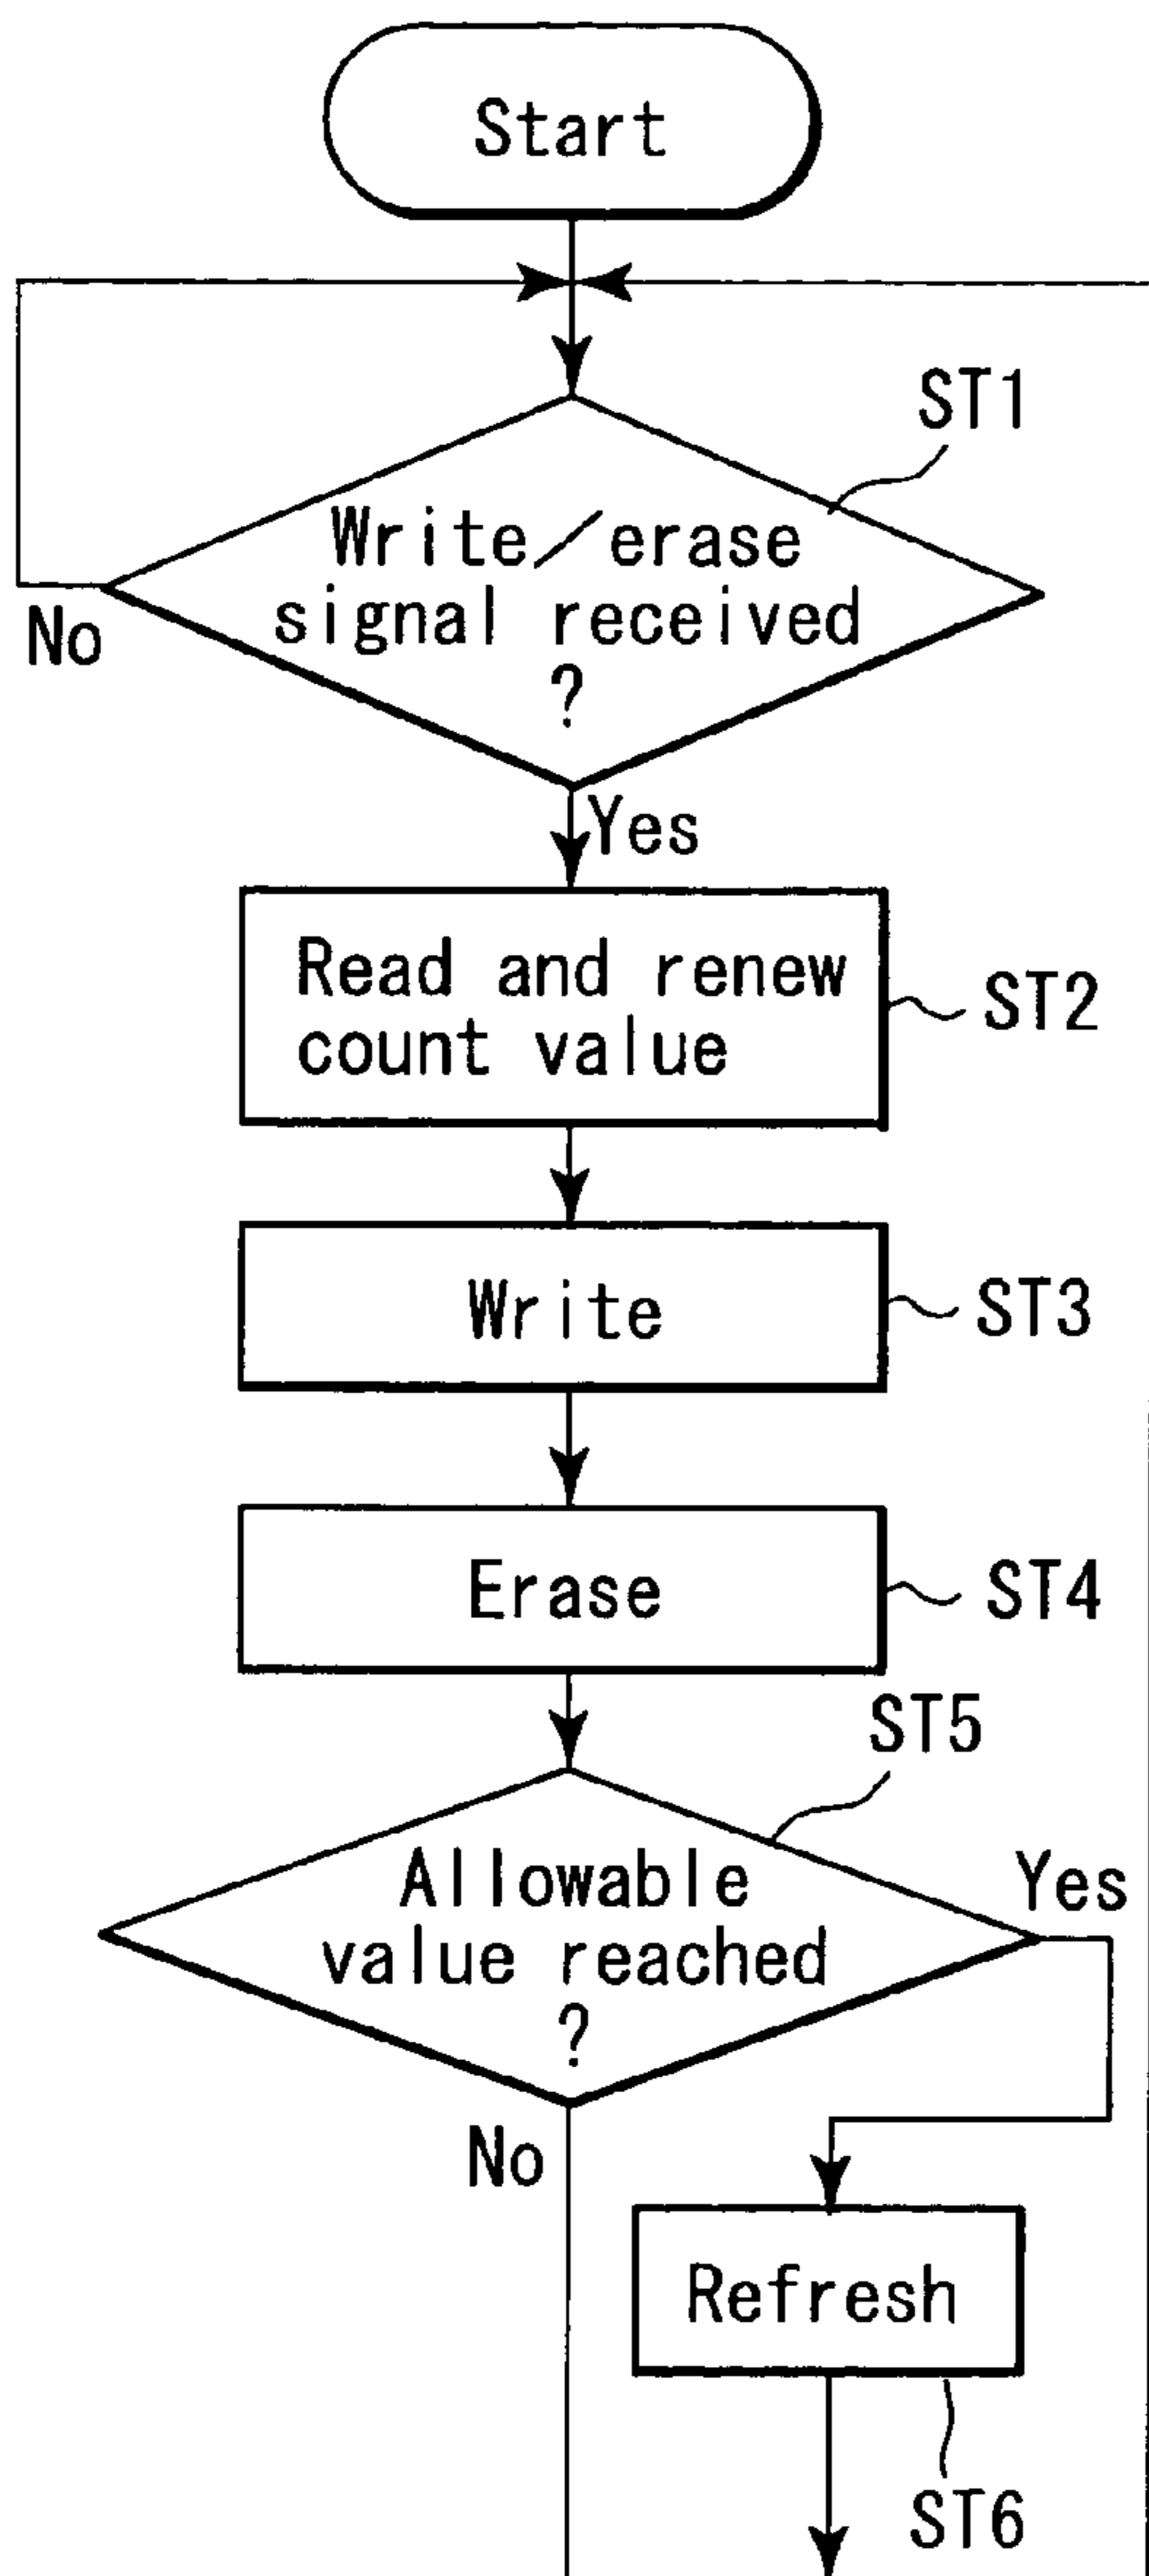 Start
ST1
Write/erase
signal received
?
No
Yes
Read and renew
count value
ST2
Write
ST3
Erase
ST4
ST5
Allowable
value reached
?
Yes
No
Refresh
ST6